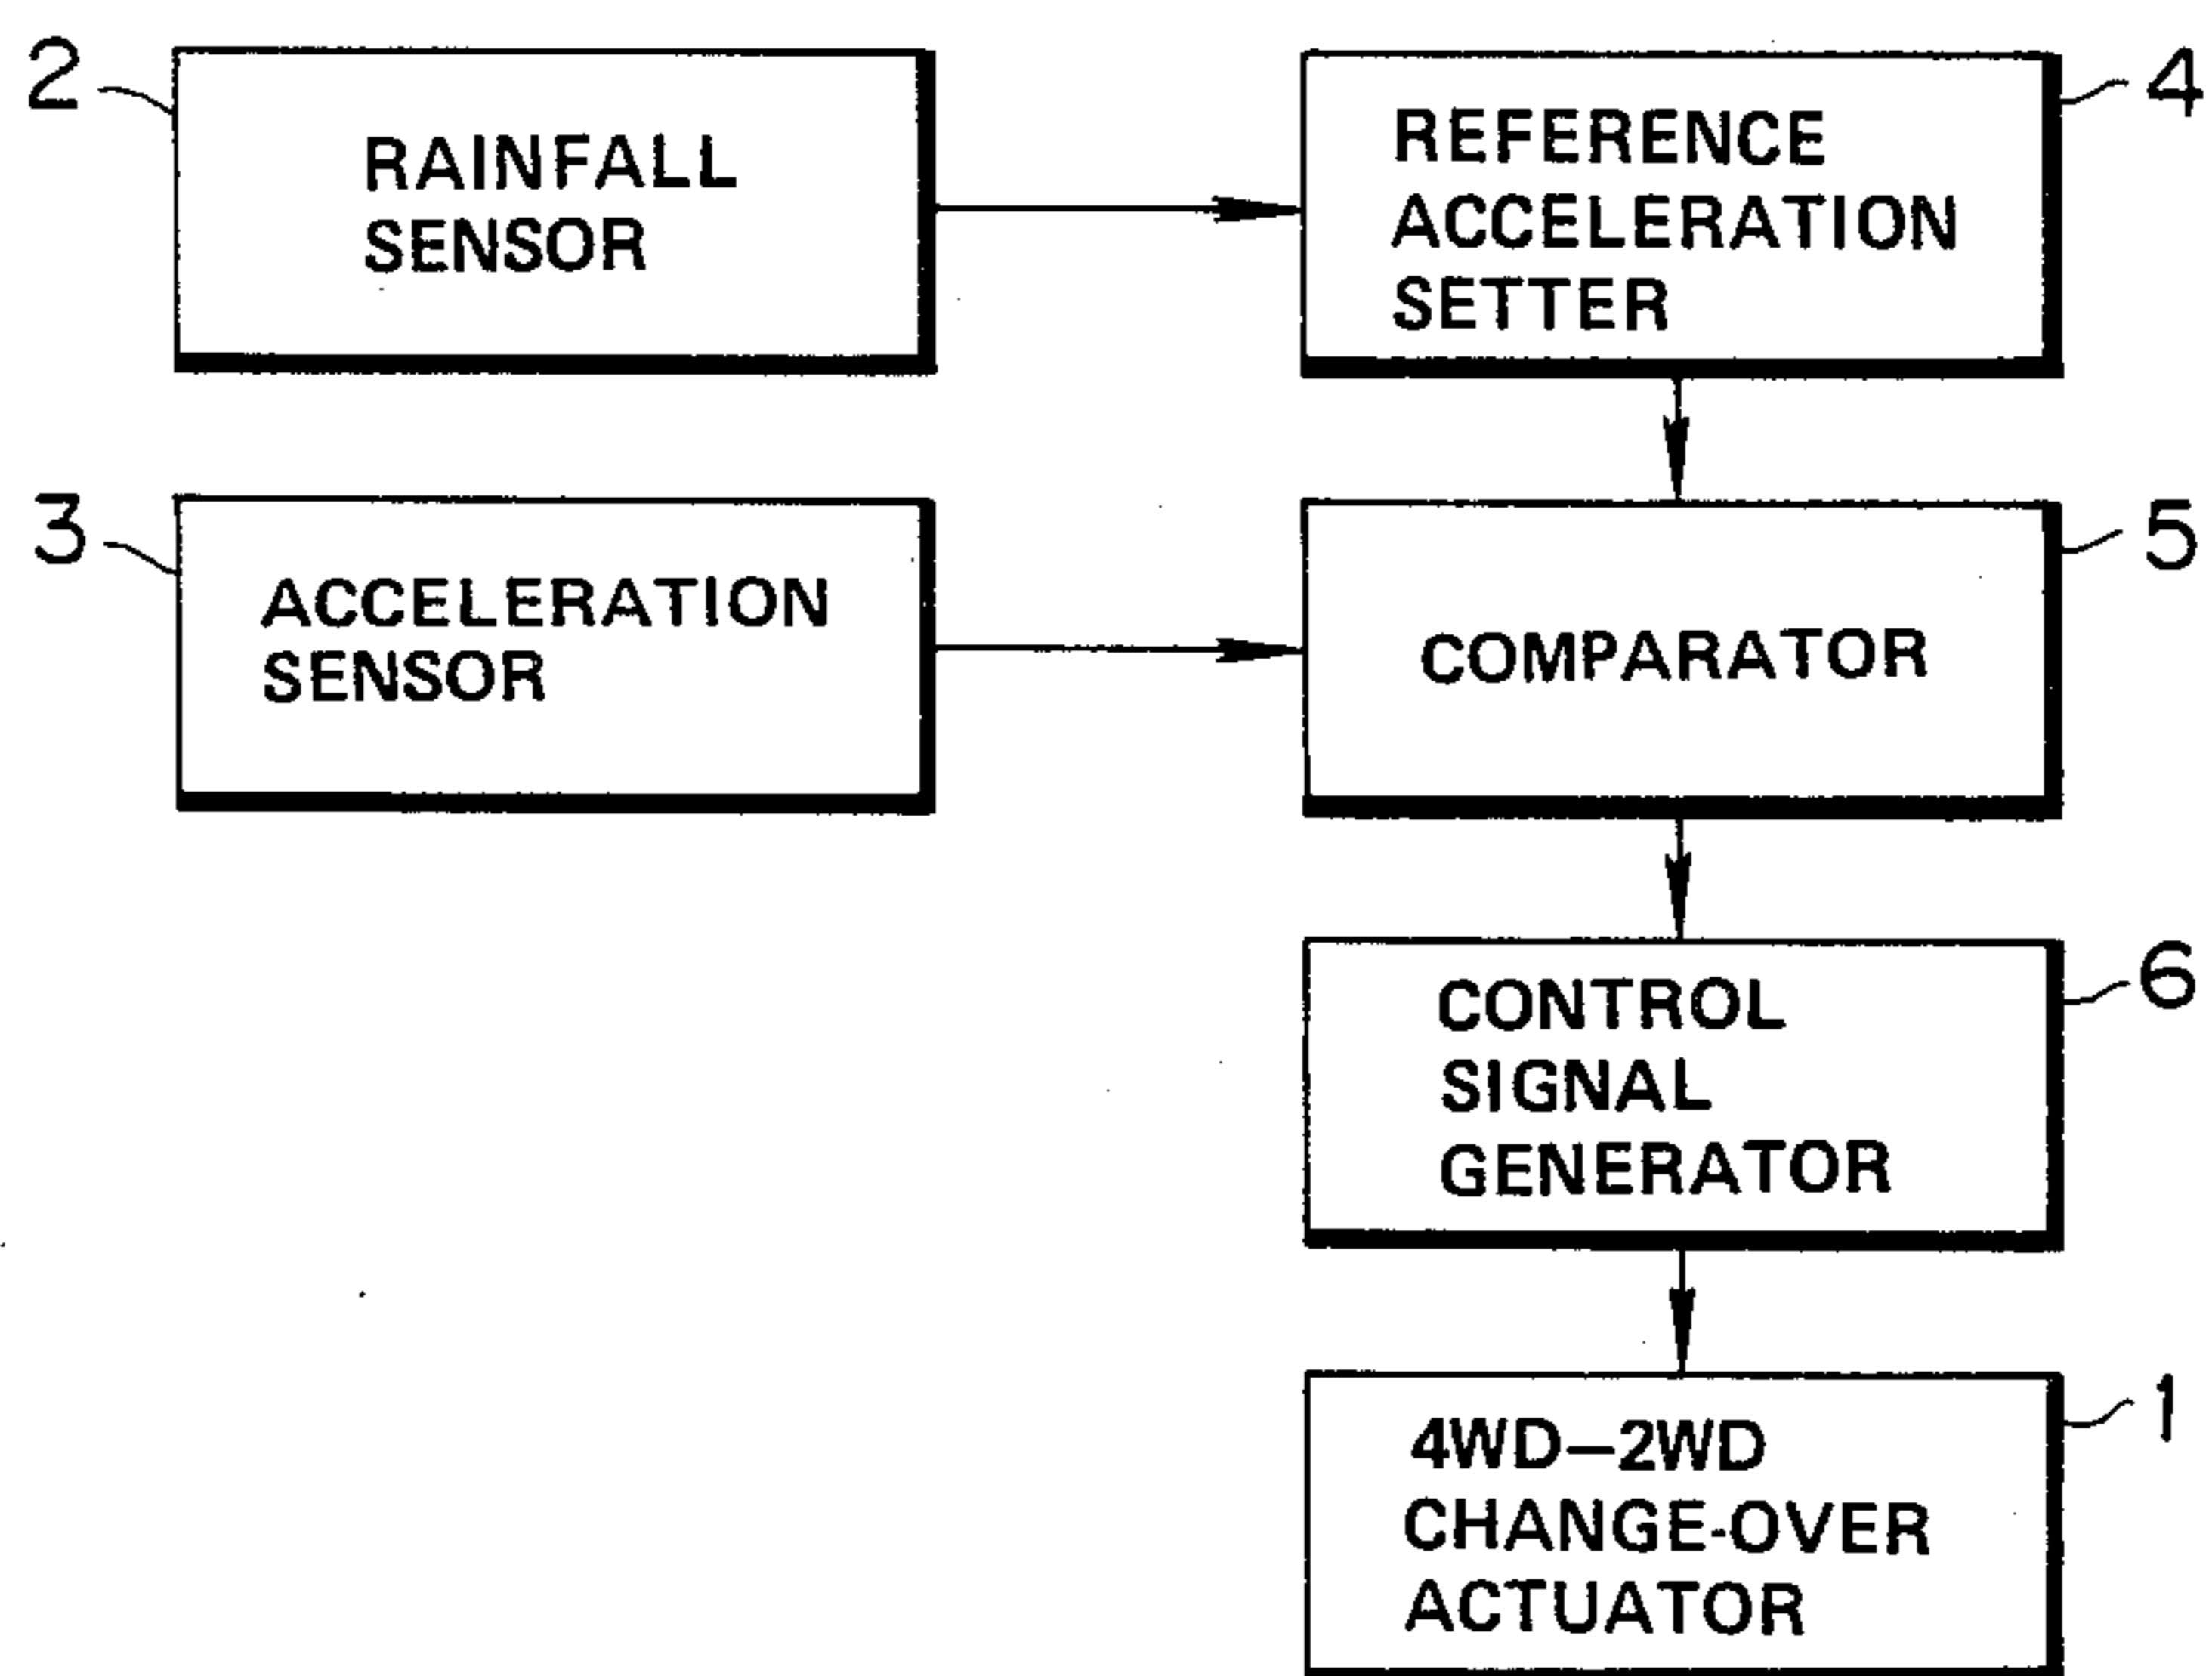 2
RAINFALL
SENSOR
4
REFERENCE
ACCELERATION
SETTER
3
ACCELERATION
SENSOR
5
COMPARATOR
6
CONTROL
SIGNAL
GENERATOR
1
4WD–2WD
CHANGE-OVER
ACTUATOR